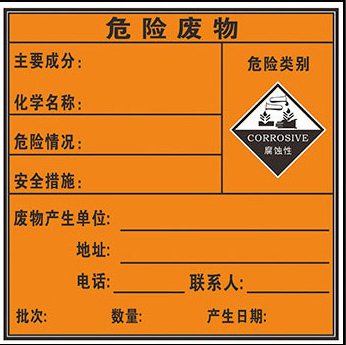 危险废物
主要成分:
危险类别
化学名称:
CORROSIVE
腐蚀性
危险情况:
安全措施:
废物产生单位:
地址:
电话: 联系人:
批次: 数量: 产生日期: